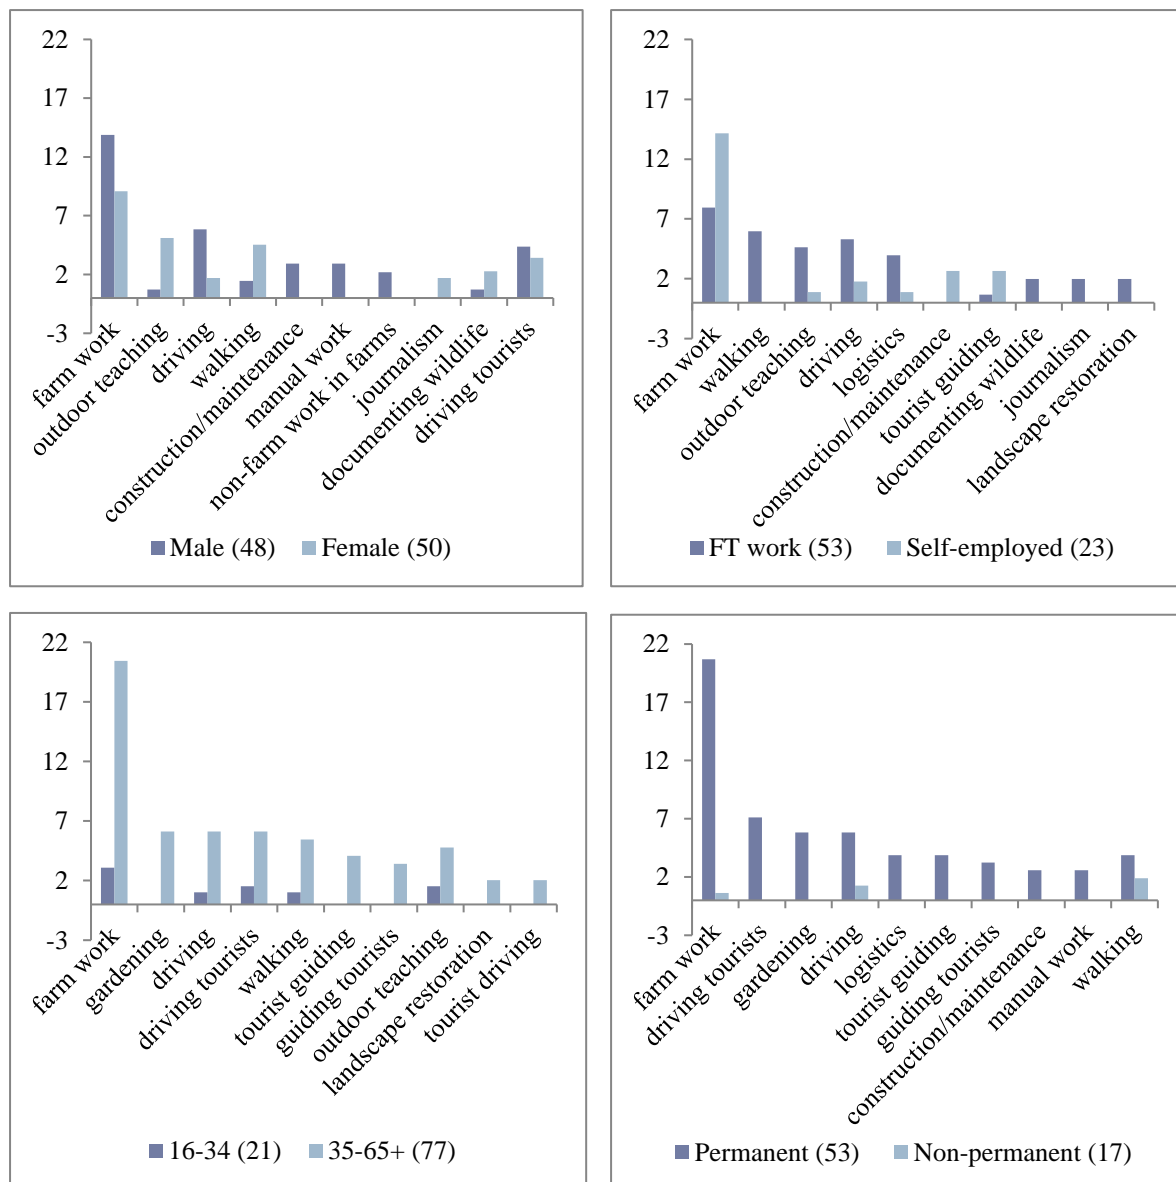 22
17
12
7
2
-3
farm work
outdoor teaching
driving
walking
construction/maintenance
manual work
non-farm work in farms
journalism
documenting wildlife
driving tourists
Male (48) Female (50)
22
17
12
7
2
-3
farm work
walking
outdoor teaching
driving
logistics
construction/maintenance
tourist guiding
documenting wildlife
journalism
landscape restoration
FT work (53) Self-employed (23)
22
17
12
7
2
-3
farm work
gardening
driving
driving tourists
walking
tourist guiding
guiding tourists
outdoor teaching
landscape restoration
tourist driving
16-34 (21) 35-65+ (77)
22
17
12
7
2
-3
farm work
driving tourists
gardening
driving
logistics
tourist guiding
guiding tourists
construction/maintenance
manual work
walking
Permanent (53) Non-permanent (17)